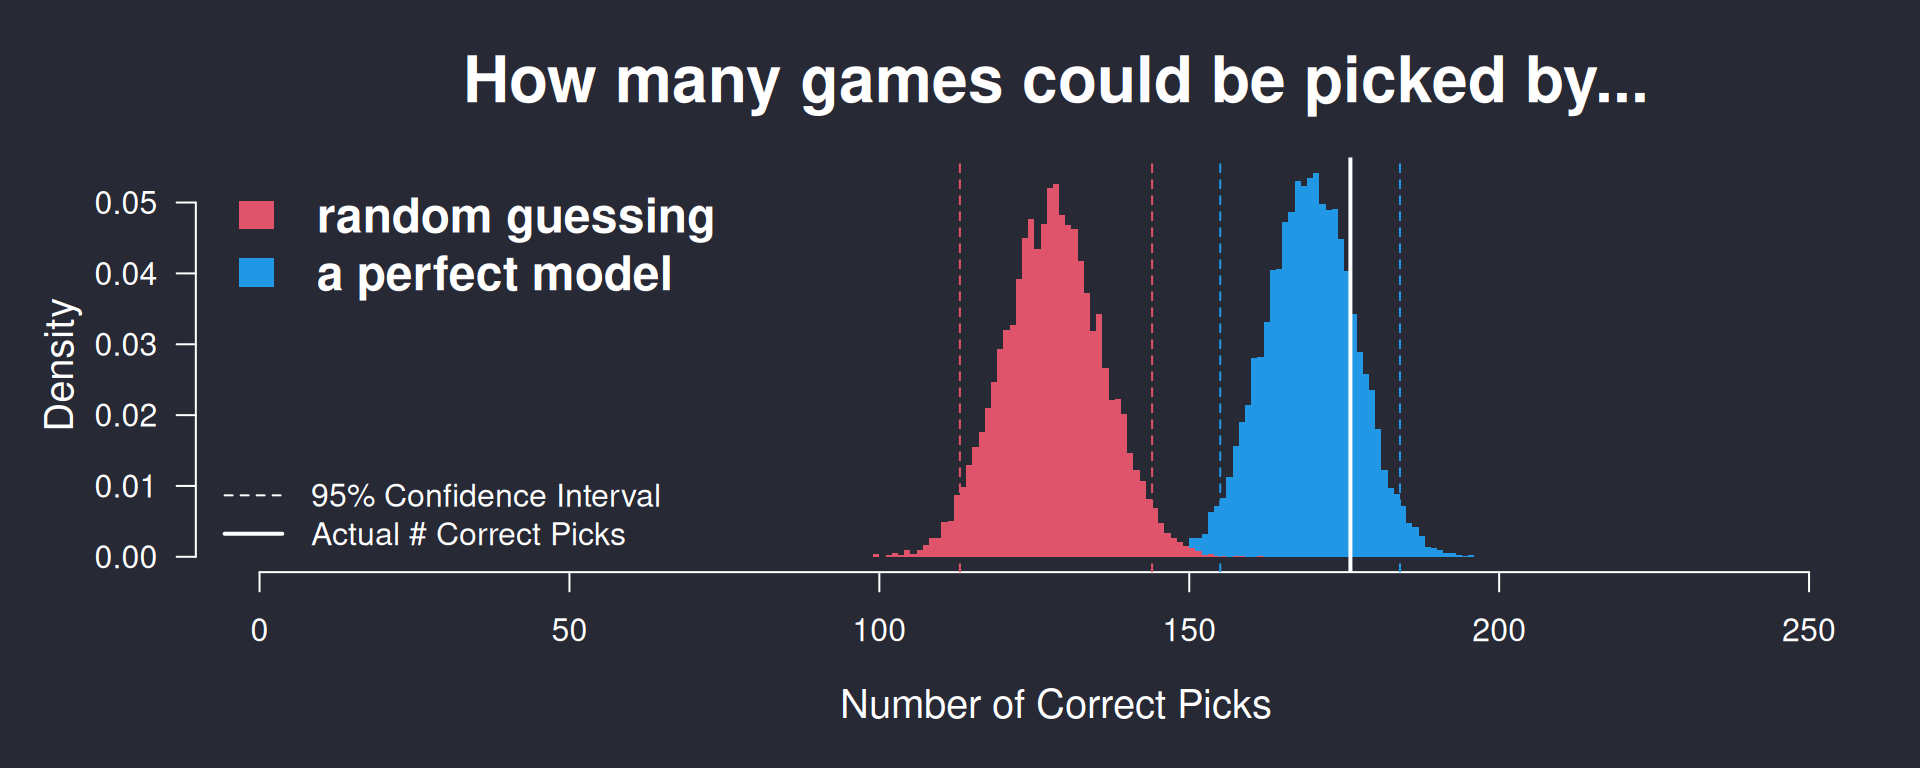 How many games could be picked by...
random guessing
a perfect model
Density
0.05
0.04
0.03
0.02
0.01
0.00
95% Confidence Interval
Actual # Correct Picks
0 50 100 150 200 250
Number of Correct Picks